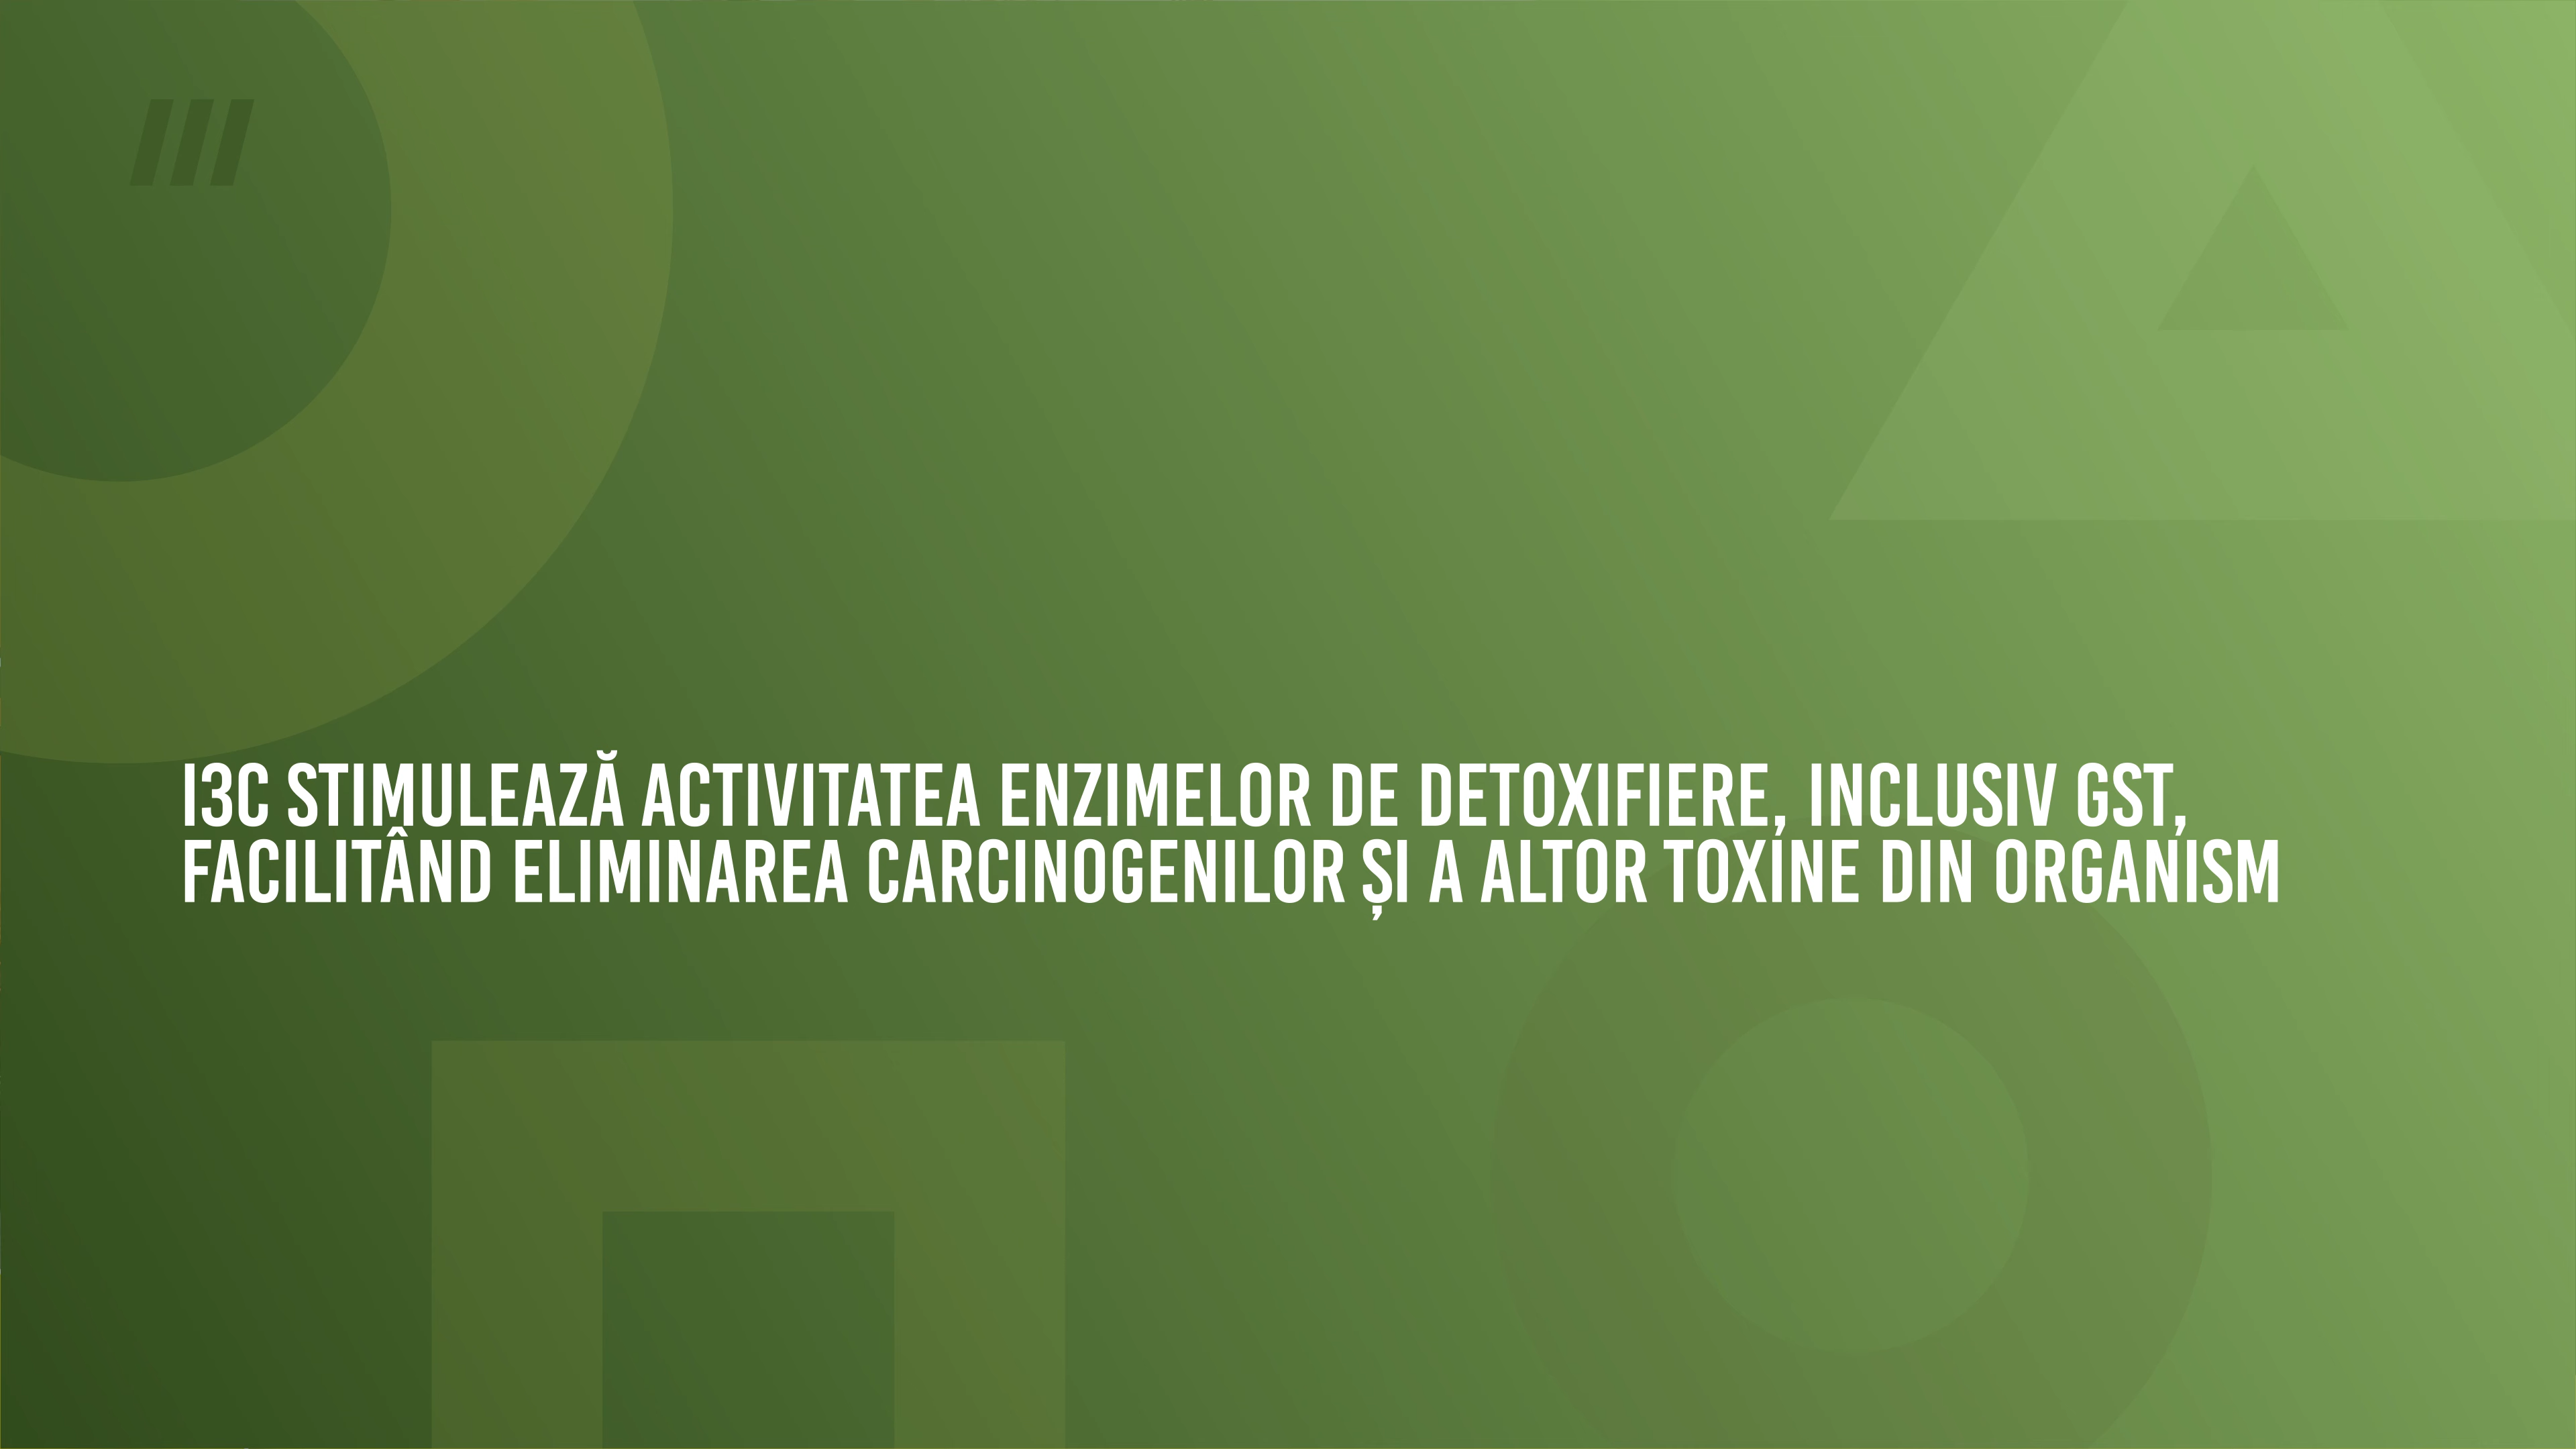 I3C STIMULEAZĂ ACTIVITATEA ENZIMELOR DE DETOXIFIERE, INCLUSIV GST,
FACILITÂND ELIMINAREA CARCINOGENILOR ȘI A ALTOR TOXINE DIN ORGANISM